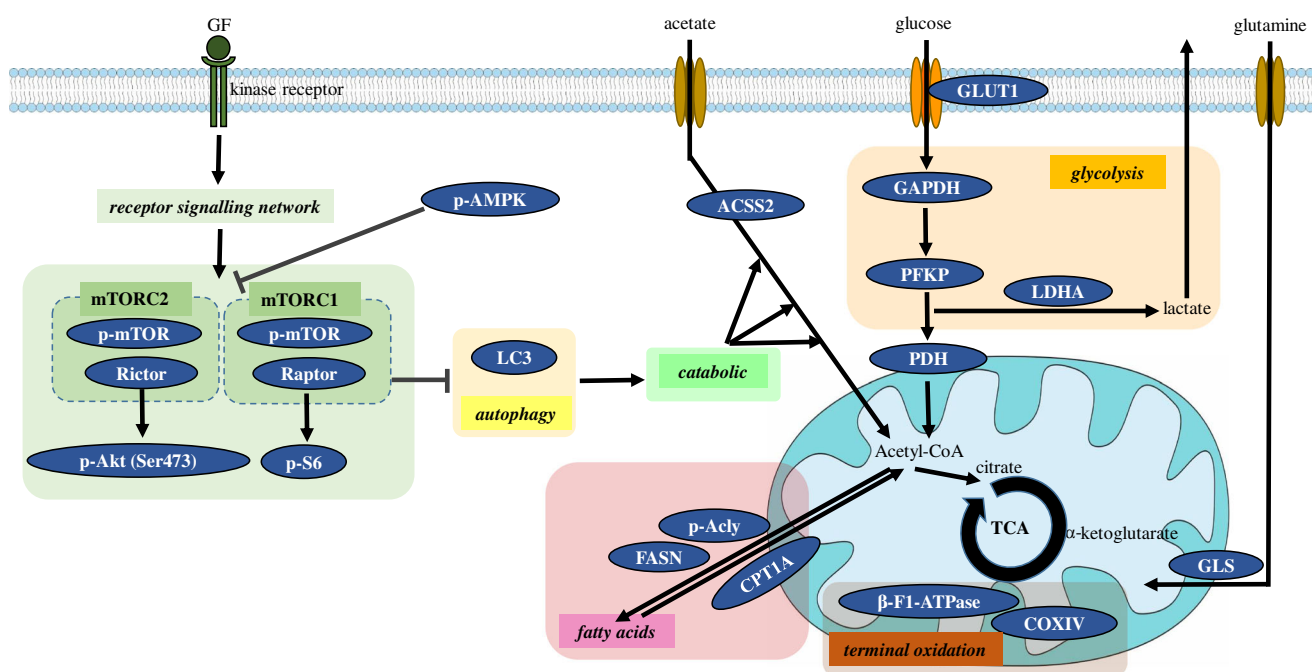 GF
acetate
glucose
glutamine
kinase receptor
GLUT1
glycolysis
GAPDH
p-AMPK
ACSS2
receptor signalling network
PFKP
LDHA
lactate
mTORC2
mTORC1
p-mTOR
p-mTOR
Rictor
Raptor
LC3
autophagy
catabolic
PDH
p-Akt (Ser473)
p-S6
Acetyl-CoA
citrate
TCA
α-ketoglutarate
p-Acly
FASN
CPT1A
GLS
β-F1-ATPase
COXIV
fatty acids
terminal oxidation